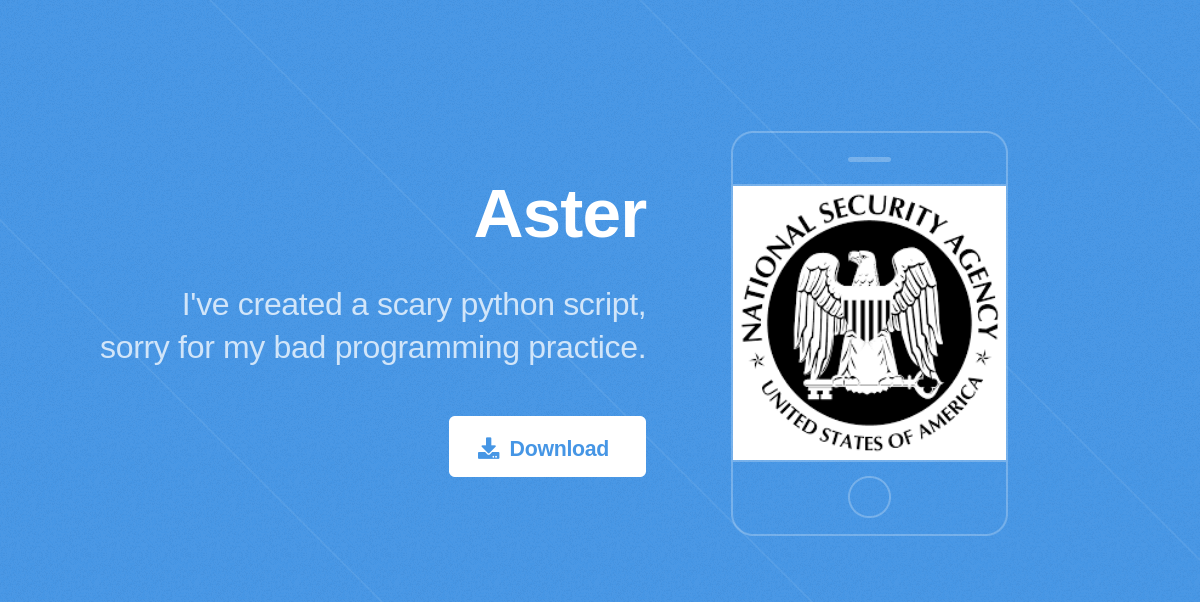 Aster
I've created a scary python script,
sorry for my bad programming practice.
Download
NATIONAL SECURITY AGENCY
UNITED STATES OF AMERICA